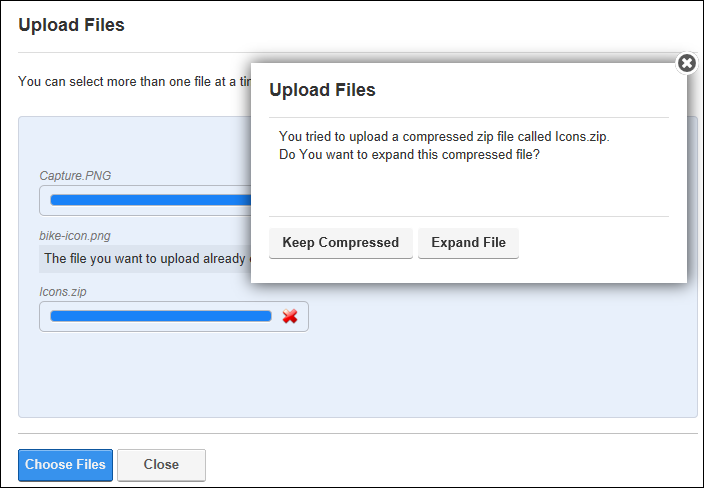 Upload Files
You can select more than one file at a
Upload Files
You tried to upload a compressed zip file called Icons.zip.
Do You want to expand this compressed file?
Keep Compressed
Expand File
Capture.PNG
bike-icon.png
The file you want to upload already
Icons.zip
Choose Files
Close